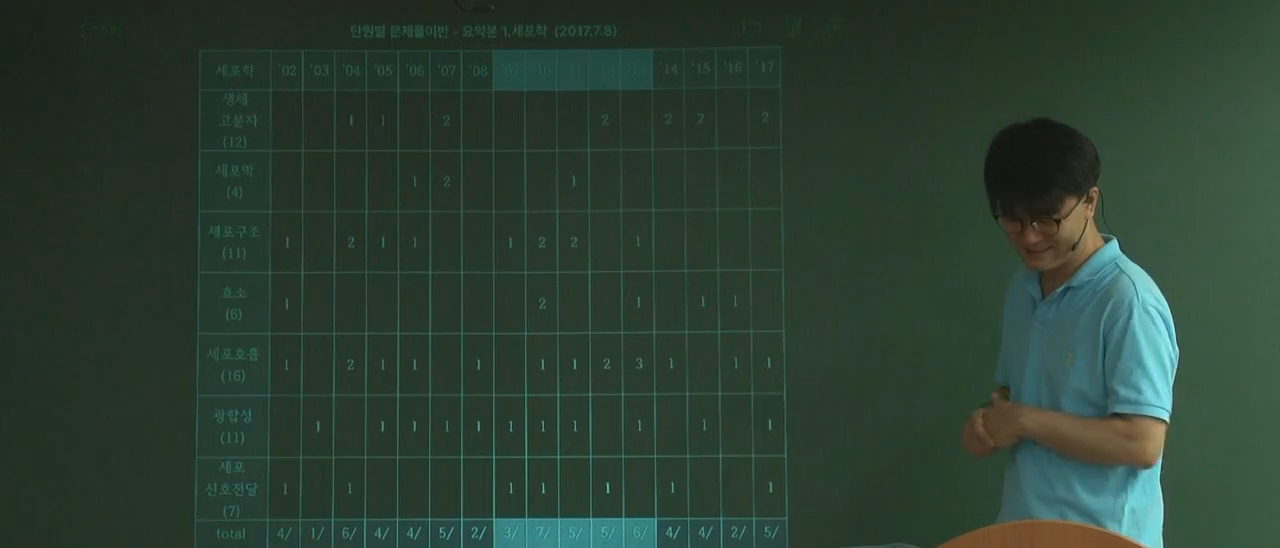 단원별 문제풀이반 - 요약본 1.세포학 (2017.7.8)
세포학 '02 '03 '04 '05 '06 '07 '08 '09 '10 '11 '12 '13 '14 '15 '16 '17
생체
고분자 1 1 2 2 2 2 2
(12)
세포막 1 2 1
(4)
세포구조 1 2 1 1 1 2 2 1
(11)
효소 1 2 1 1 1
(6)
세포호흡 1 2 1 1 1 1 1 2 3 1 1 1
(16)
광합성 1 1 1 1 1 1 1 1 1 1 1
(11)
세포
신호전달 1 1 1 1 1 1 1
(7)
total 4/ 1/ 6/ 4/ 4/ 5/ 2/ 3/ 7/ 5/ 5/ 6/ 4/ 4/ 2/ 5/